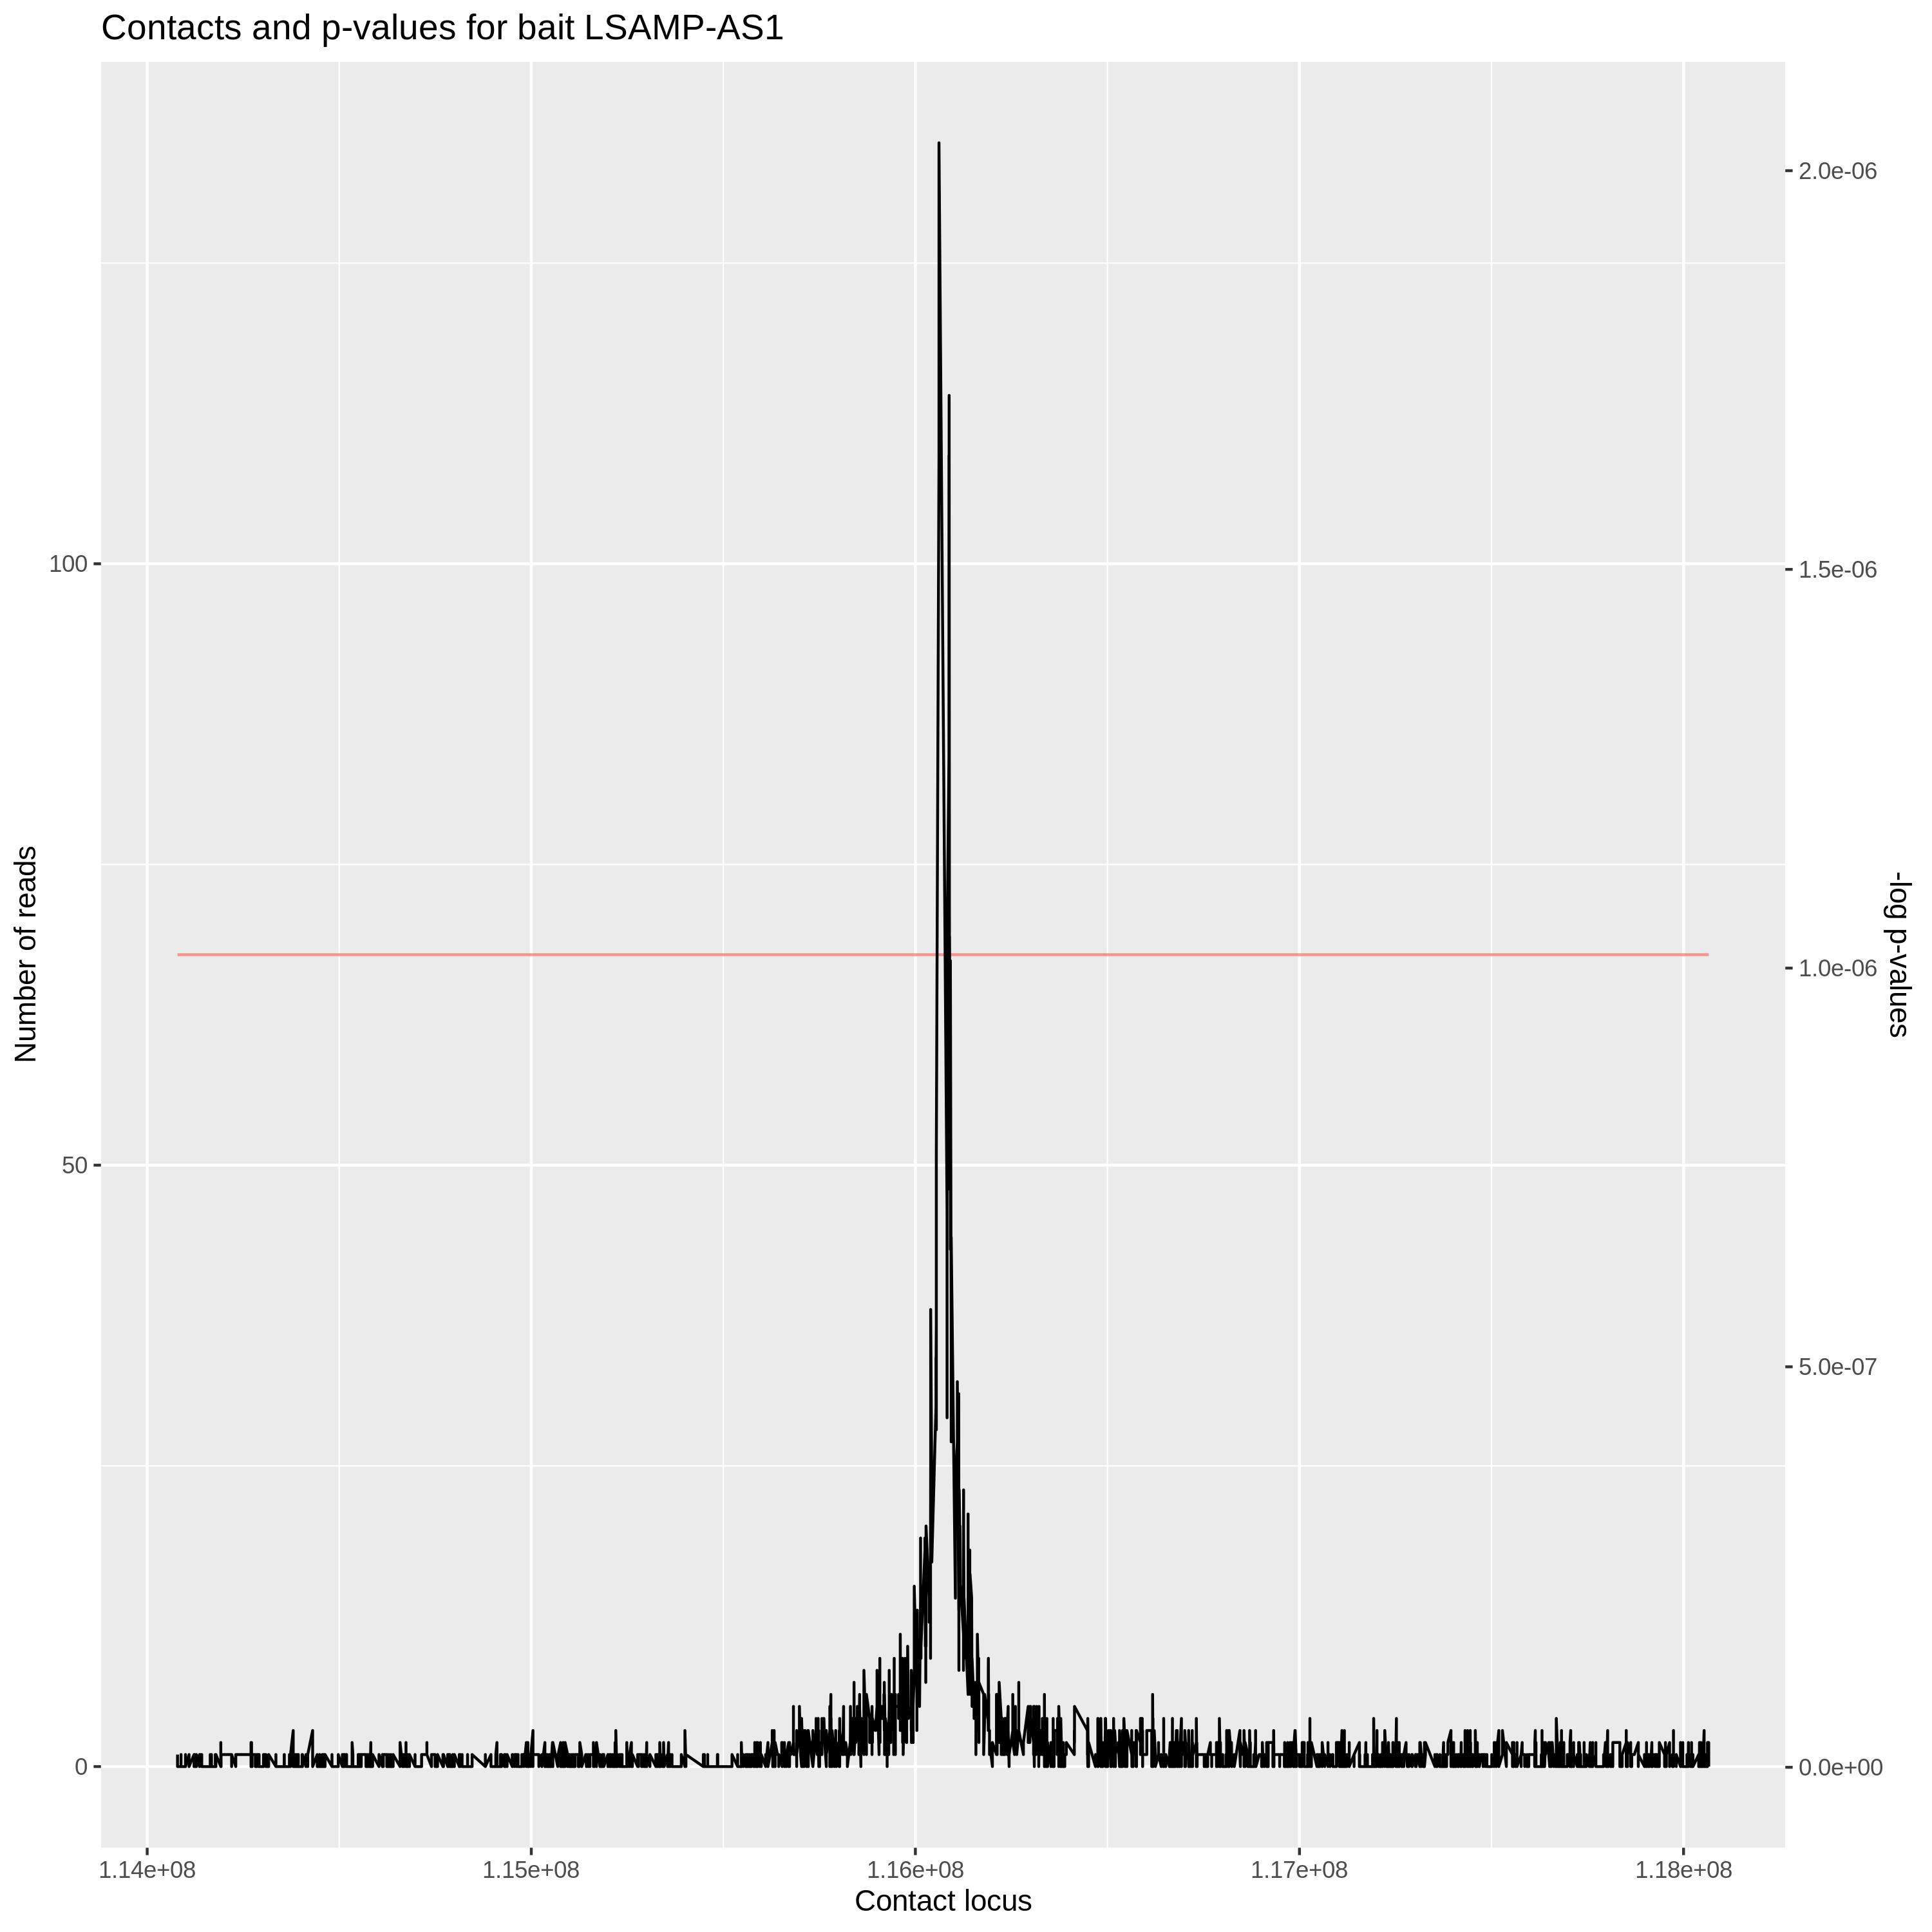 Contacts and p-values for bait LSAMP-AS1
Number of reads
100
50
0
2.0e-06
1.5e-06
1.0e-06
5.0e-07
0.0e+00
-log p-values
1.14e+08
1.15e+08
1.16e+08
1.17e+08
1.18e+08
Contact locus